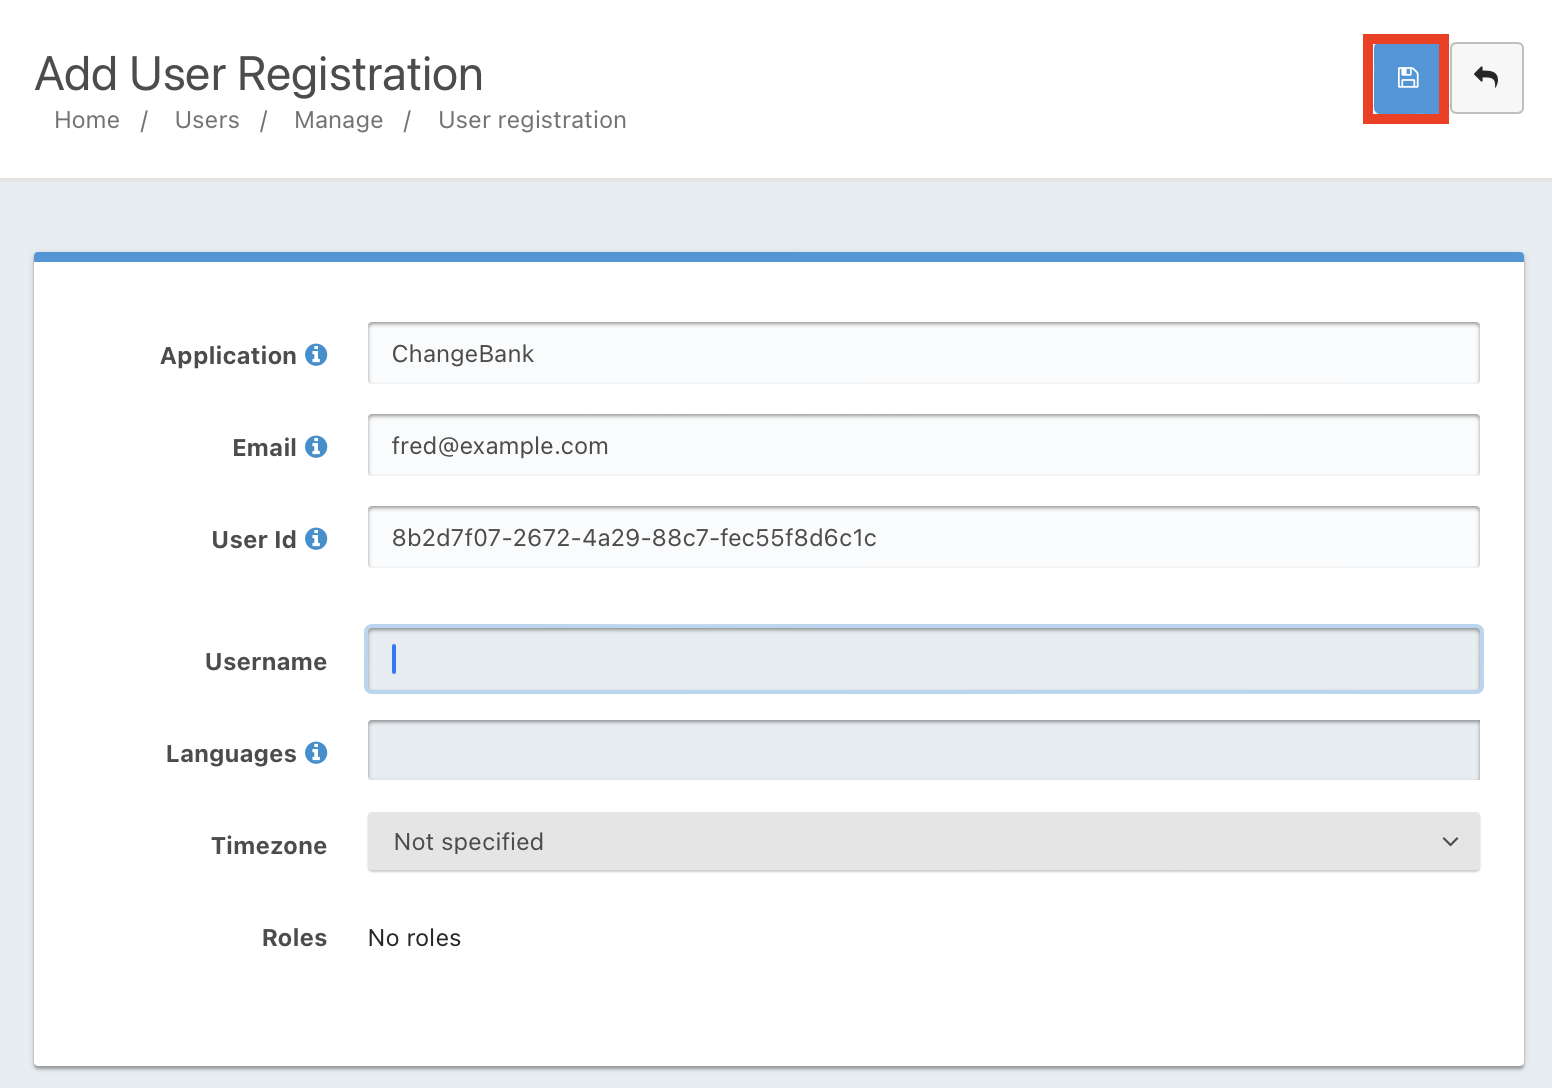 Add User Registration
Home / Users / Manage / User registration
Application ChangeBank
Email fred@example.com
User Id 8b2d7f07-2672-4a29-88c7-fec55f8d6c1c
Username
Languages
Timezone Not specified
Roles No roles